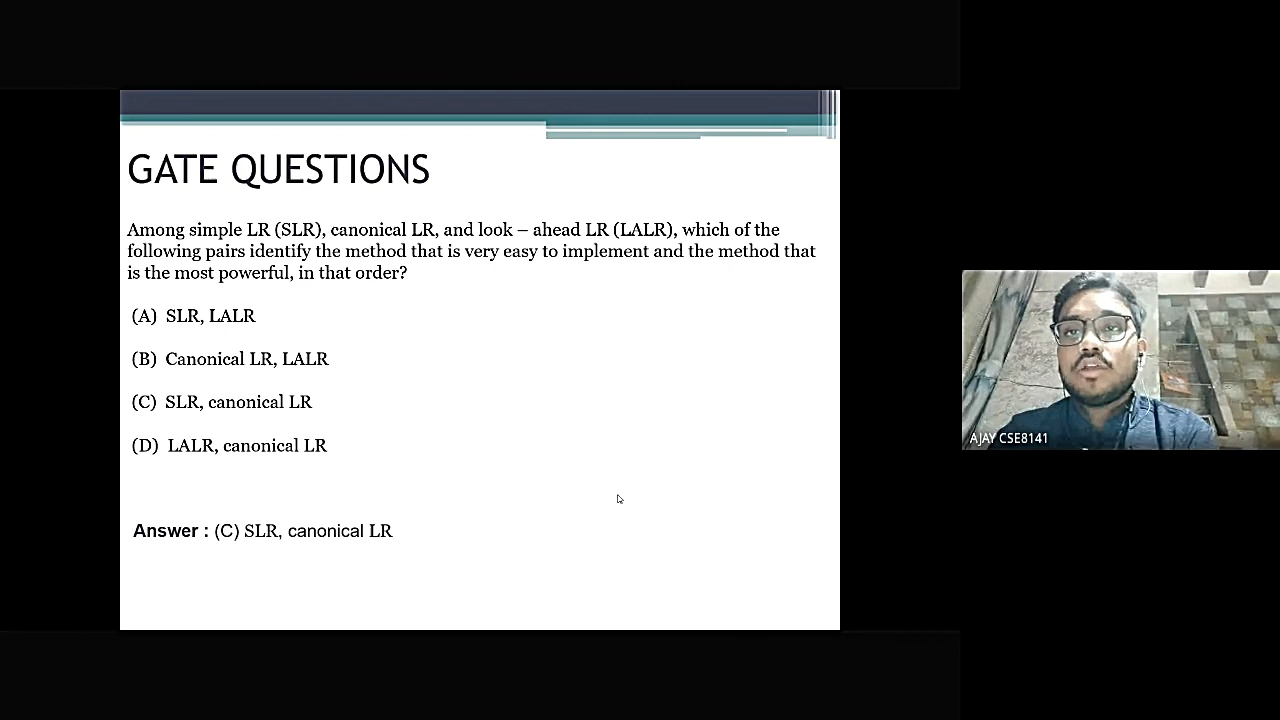 GATE QUESTIONS
Among simple LR (SLR), canonical LR, and look – ahead LR (LALR), which of the
following pairs identify the method that is very easy to implement and the method that
is the most powerful, in that order?
(A) SLR, LALR
(B) Canonical LR, LALR
(C) SLR, canonical LR
(D) LALR, canonical LR
Answer : (C) SLR, canonical LR
AJAY CSE8141